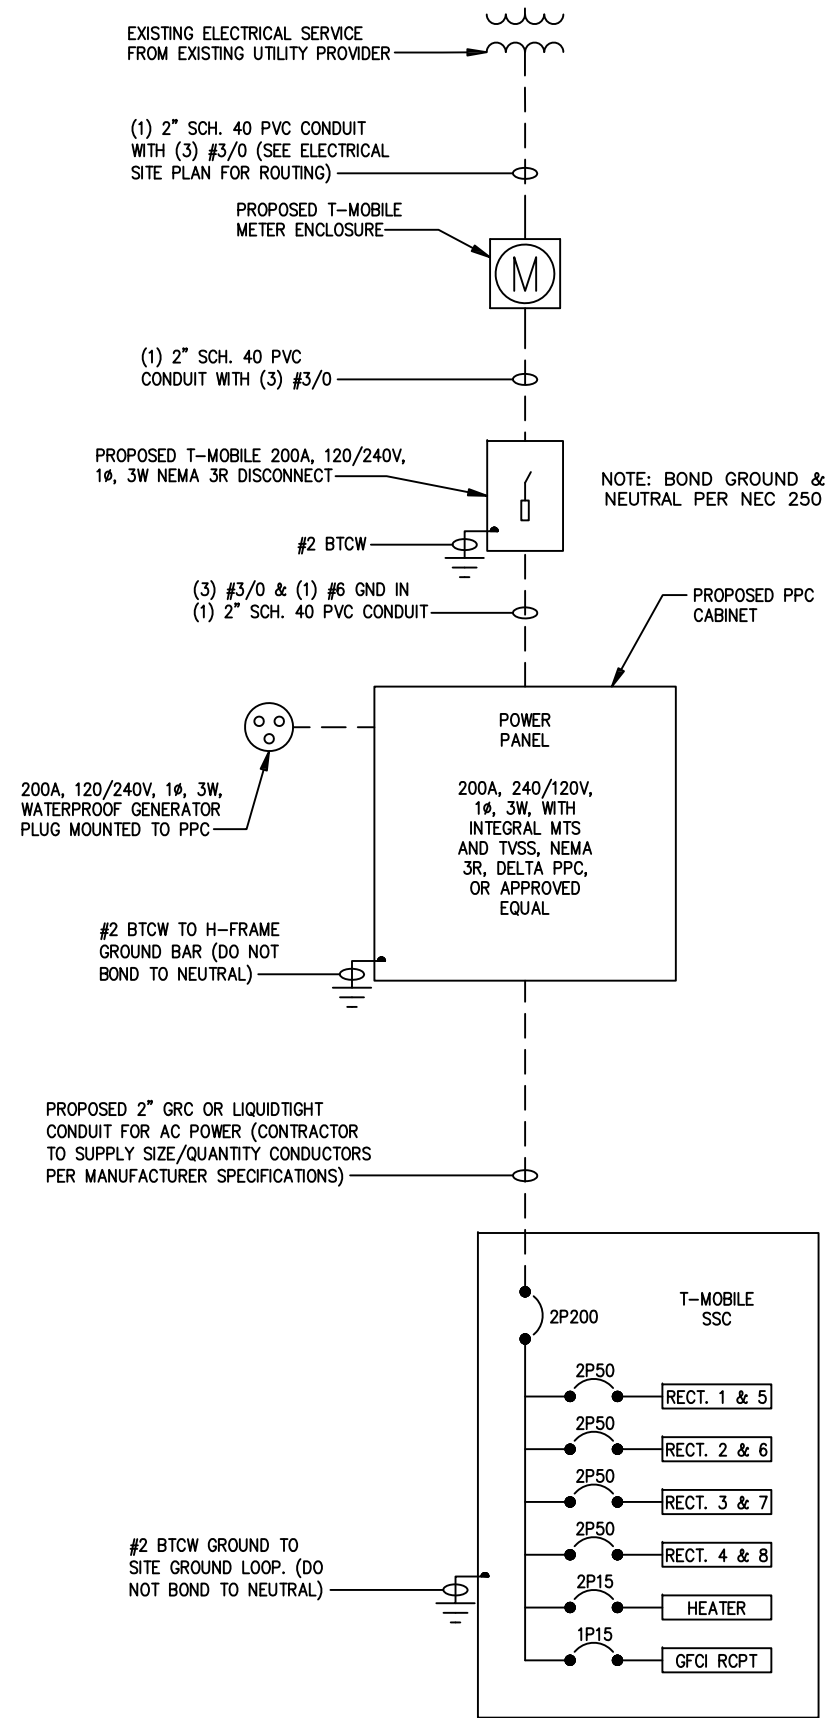 EXISTING ELECTRICAL SERVICE
FROM EXISTING UTILITY PROVIDER
(1) 2" SCH. 40 PVC CONDUIT
WITH (3) #3/0 (SEE ELECTRICAL
SITE PLAN FOR ROUTING)
PROPOSED T-MOBILE
METER ENCLOSURE
M
(1) 2" SCH. 40 PVC
CONDUIT WITH (3) #3/0
PROPOSED T-MOBILE 200A, 120/240V,
1ø, 3W NEMA 3R DISCONNECT
NOTE: BOND GROUND &
NEUTRAL PER NEC 250
#2 BTCW
(3) #3/0 & (1) #6 GND IN
(1) 2" SCH. 40 PVC CONDUIT
PROPOSED PPC
CABINET
POWER
PANEL
200A, 240/120V,
1ø, 3W, WITH
INTEGRAL MTS
AND TVSS, NEMA
3R, DELTA PPC,
OR APPROVED
EQUAL
200A, 120/240V, 1ø, 3W,
WATERPROOF GENERATOR
PLUG MOUNTED TO PPC
#2 BTCW TO H-FRAME
GROUND BAR (DO NOT
BOND TO NEUTRAL)
PROPOSED 2" GRC OR LIQUIDTIGHT
CONDUIT FOR AC POWER (CONTRACTOR
TO SUPPLY SIZE/QUANTITY CONDUCTORS
PER MANUFACTURER SPECIFICATIONS)
T-MOBILE
SSC
2P200
2P50
RECT. 1 & 5
2P50
RECT. 2 & 6
2P50
RECT. 3 & 7
2P50
RECT. 4 & 8
2P15
HEATER
1P15
GFCI RCPT
#2 BTCW GROUND TO
SITE GROUND LOOP. (DO
NOT BOND TO NEUTRAL)